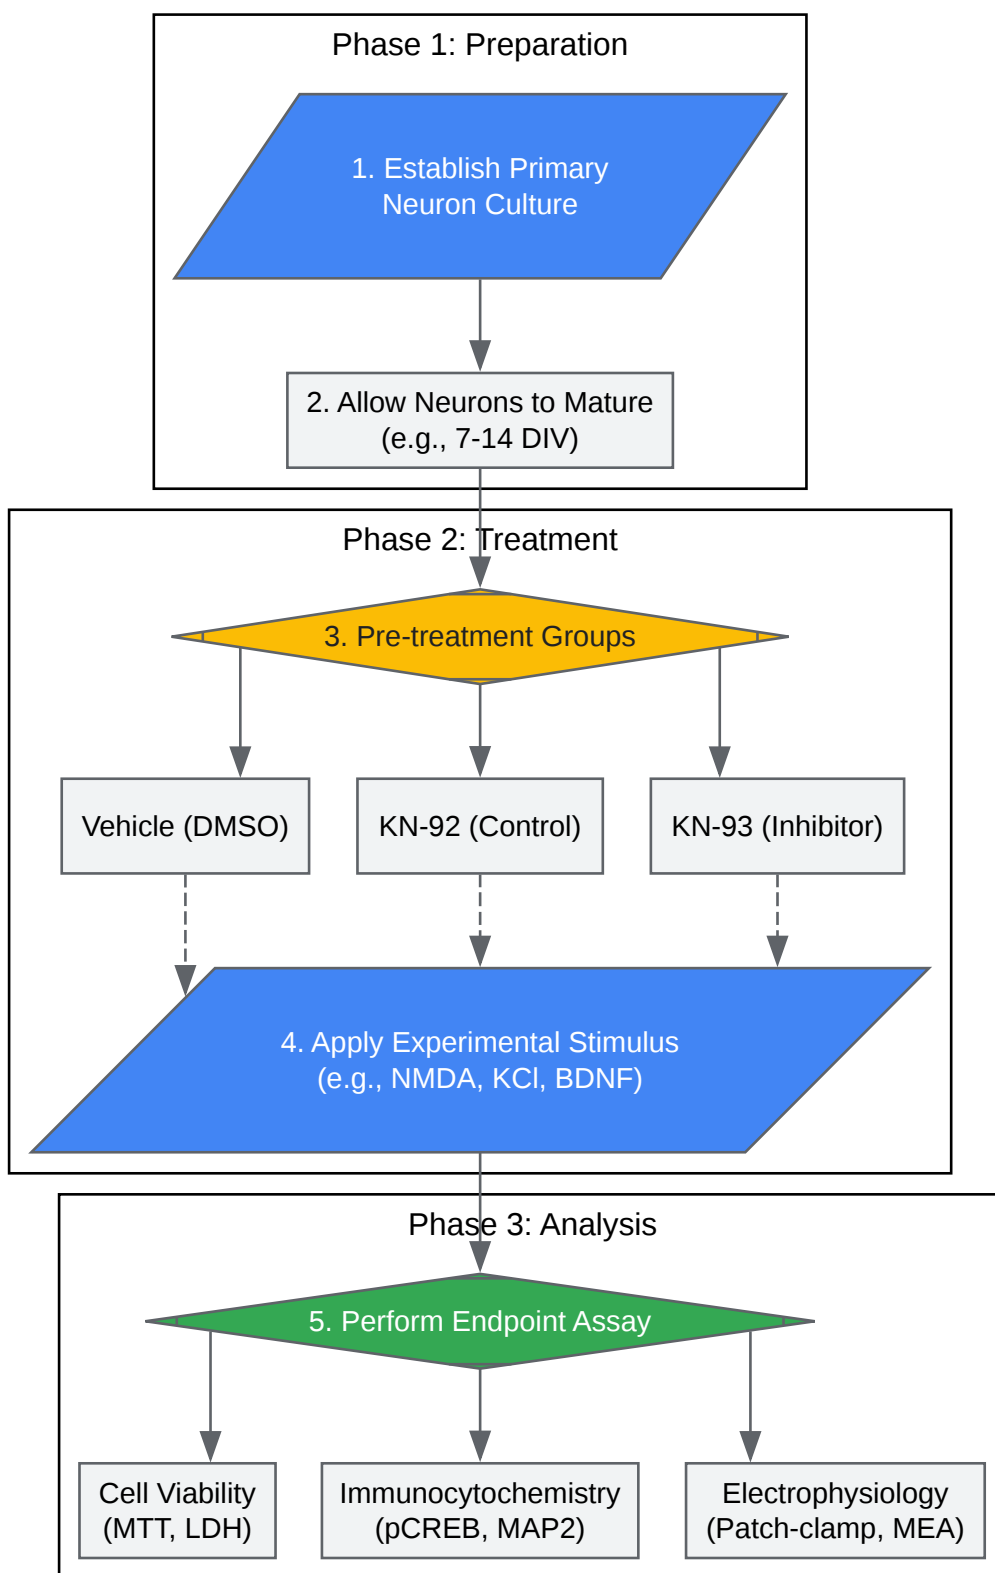 Phase 1: Preparation
1. Establish Primary
Neuron Culture
2. Allow Neurons to Mature
(e.g., 7-14 DIV)
Phase 2: Treatment
3. Pre-treatment Groups
Vehicle (DMSO)
KN-92 (Control)
KN-93 (Inhibitor)
4. Apply Experimental Stimulus
(e.g., NMDA, KCl, BDNF)
Phase 3: Analysis
5. Perform Endpoint Assay
Cell Viability
(MTT, LDH)
Immunocytochemistry
(pCREB, MAP2)
Electrophysiology
(Patch-clamp, MEA)